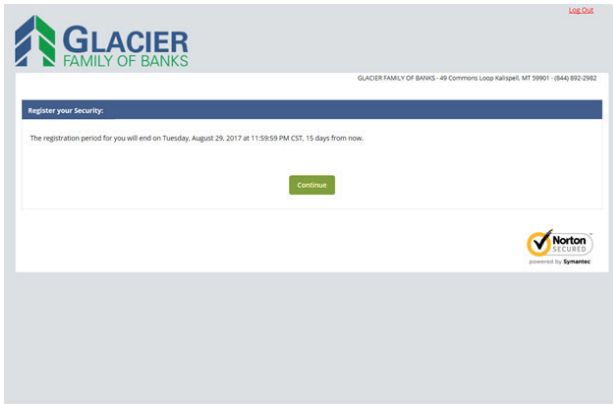 Log Out
GLACIER
FAMILY OF BANKS
GLACIER FAMILY OF BANKS - 49 Commons Loop Kalispell, MT 59901 - (844) 892-2982
Register your Security:
The registration period for you will end on Tuesday, August 29, 2017 at 11:59:59 PM CST, 15 days from now.
Continue
Norton
SECURED
powered by Symantec